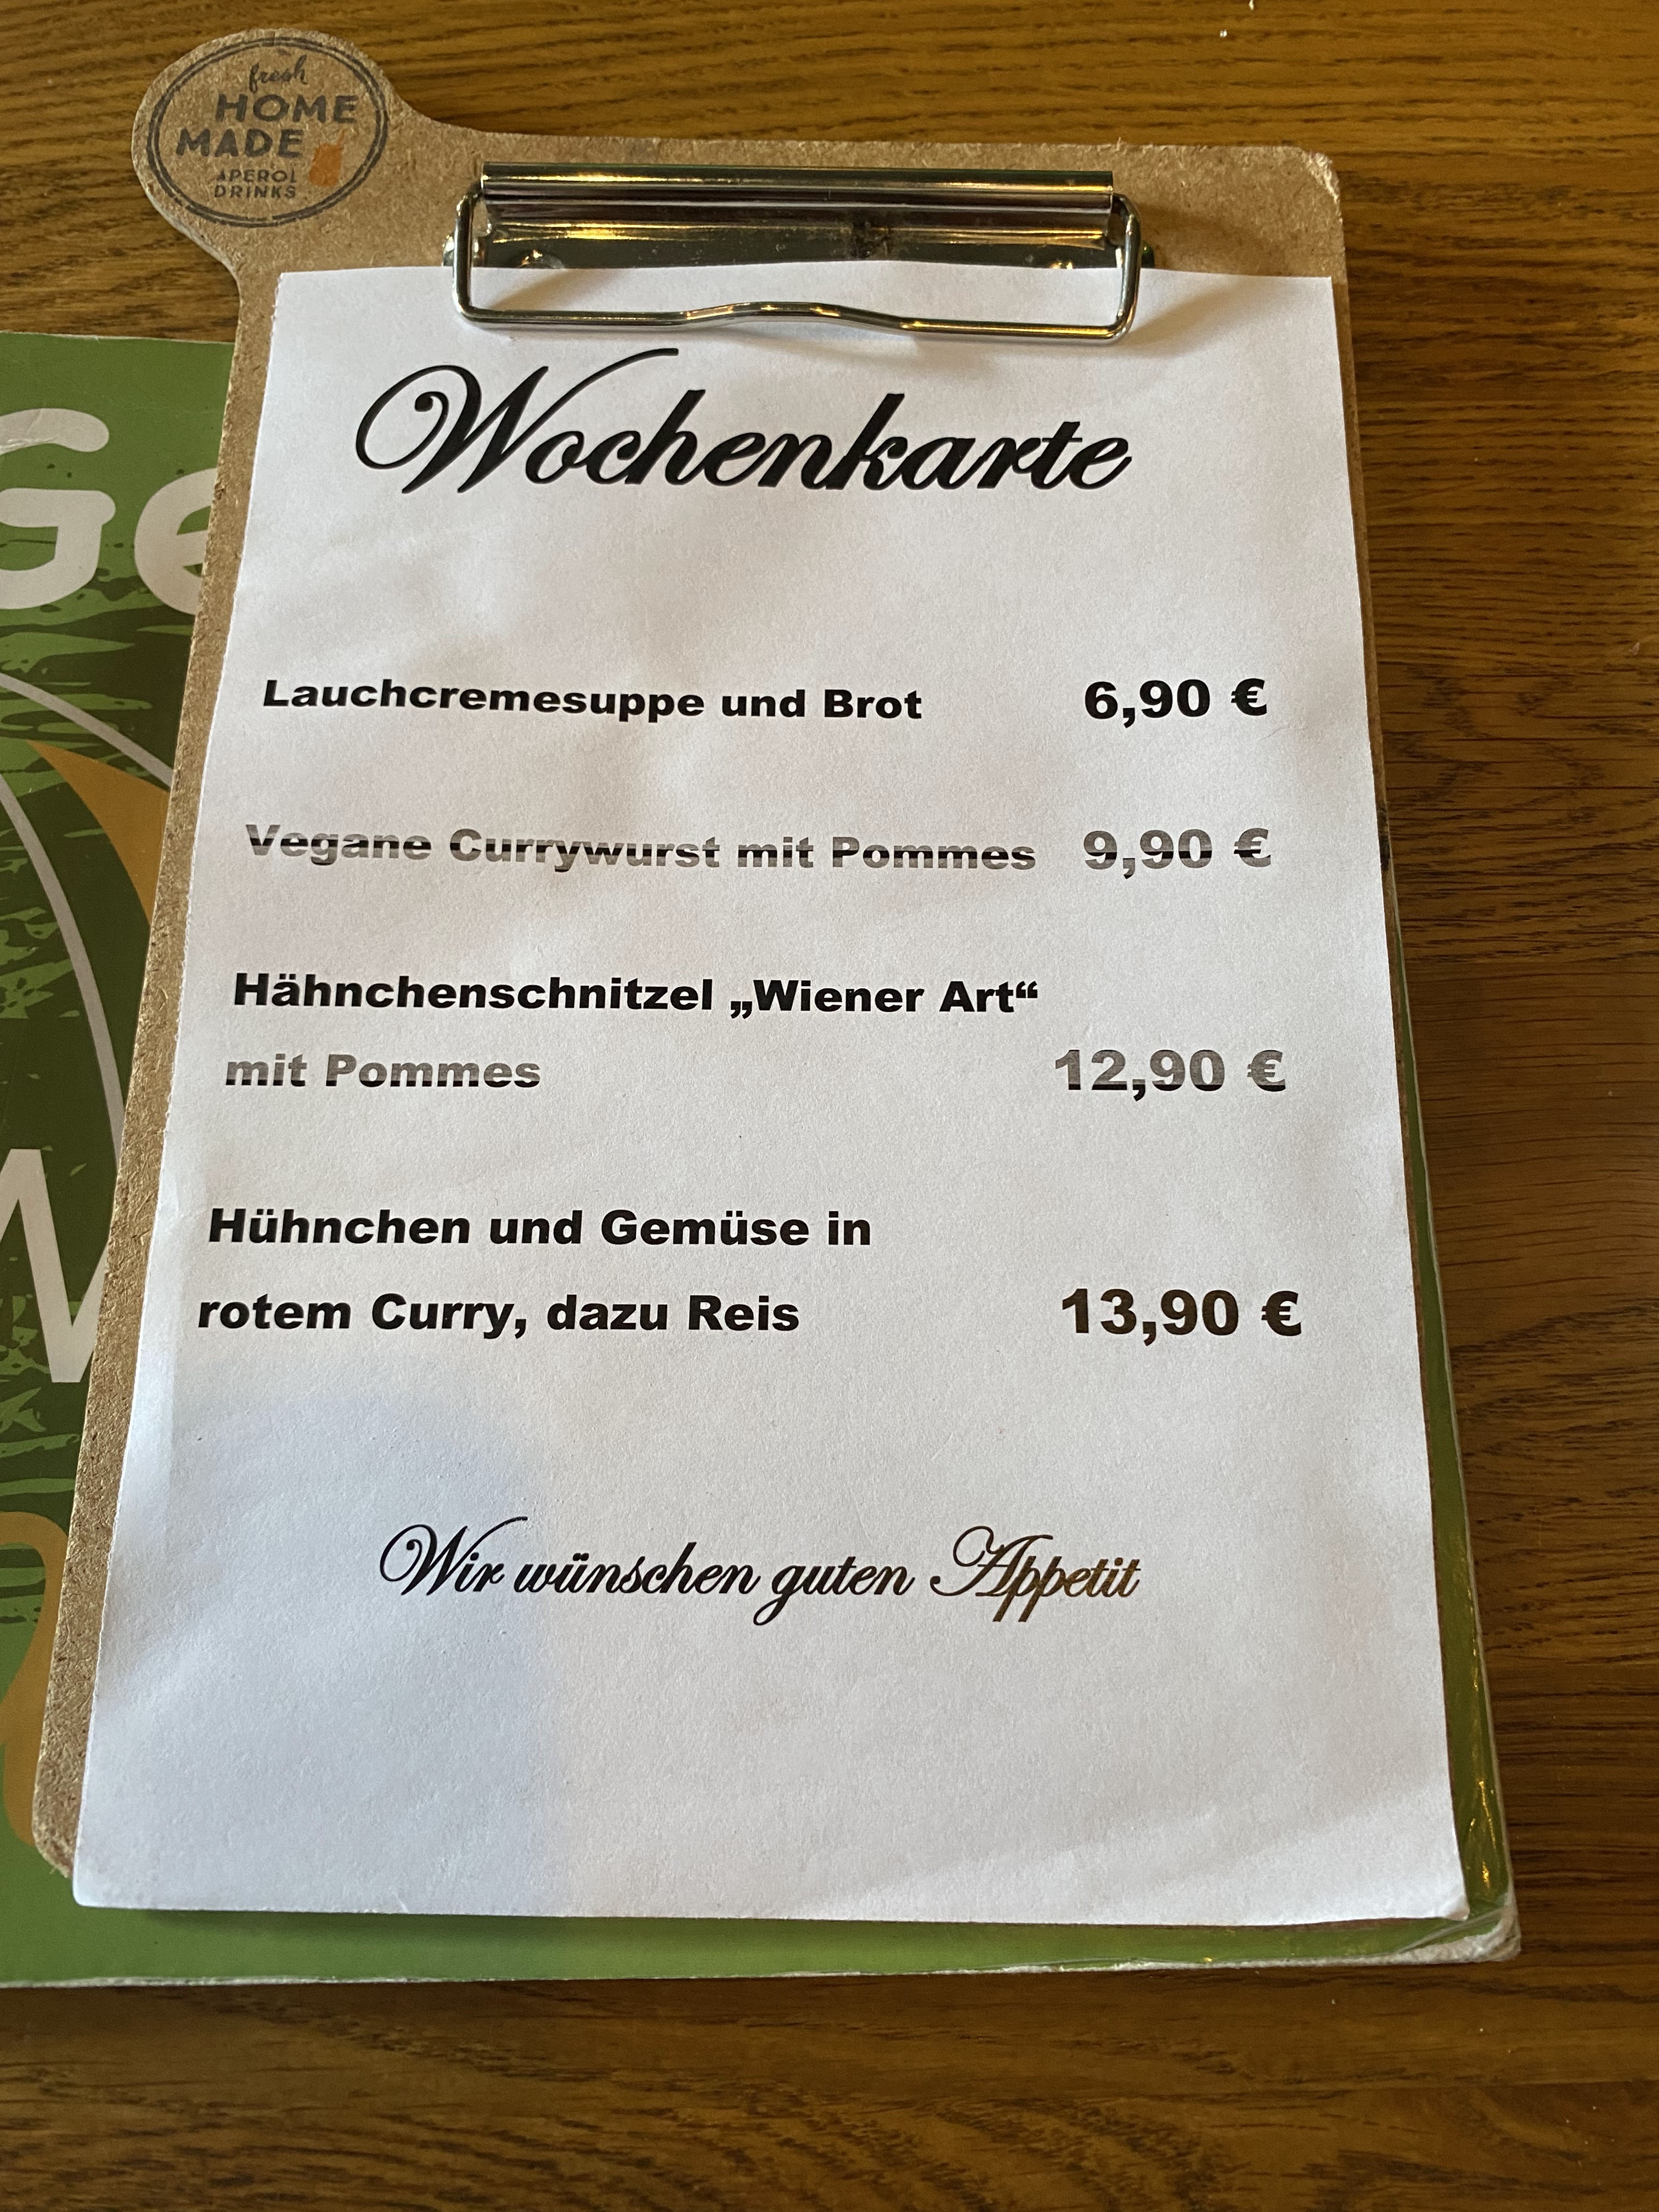 fresh
HOME
MADE
APEROL
DRINKS
Ge
Wochenkarte
Lauchcremesuppe und Brot 6,90 €
Vegane Currywurst mit Pommes 9,90 €
Hähnchenschnitzel „Wiener Art“
mit Pommes 12,90 €
Hühnchen und Gemüse in
rotem Curry, dazu Reis 13,90 €
Wir wünschen guten Appetit